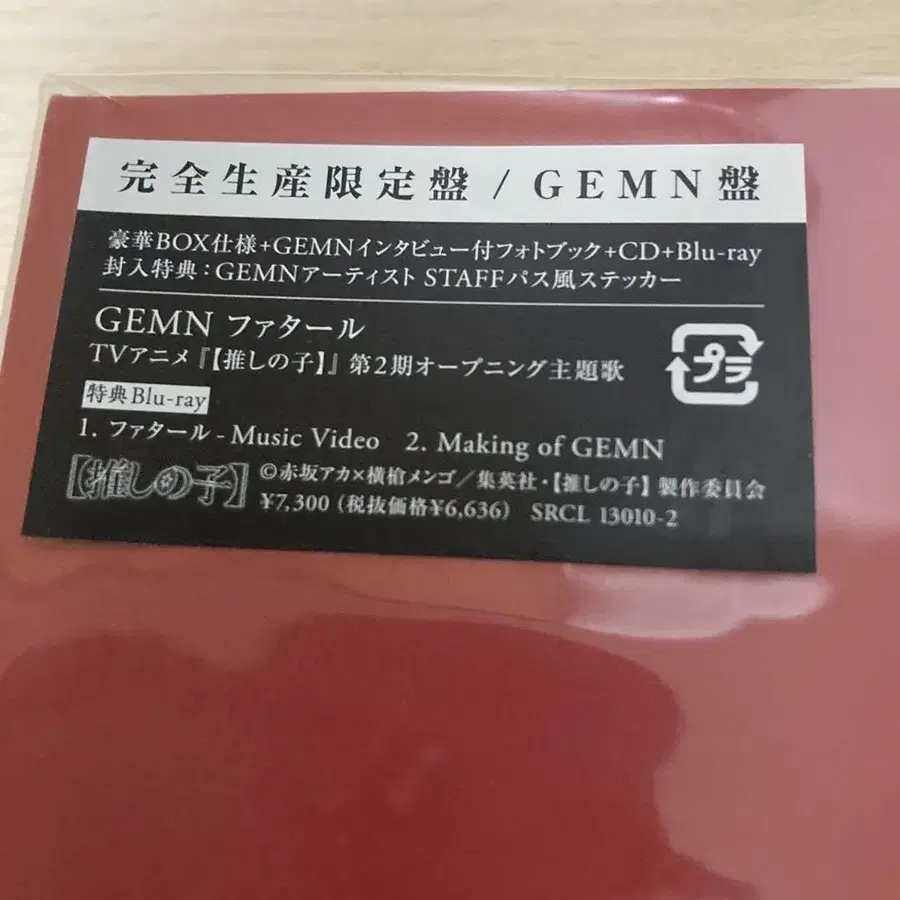 完全生産限定盤 / GEMN盤
豪華BOX仕様+GEMNインタビュー付フォトブック+CD+Blu-ray
封入特典：GEMNアーティスト STAFFパス風ステッカー
GEMN ファタール
TVアニメ『【推しの子】』第2期オープニング主題歌
プラ
特典Blu-ray
1. ファタール - Music Video 2. Making of GEMN
【推しの子】 ©赤坂アカ×横槍メンゴ／集英社・【推しの子】製作委員会
¥7,300 (税抜価格¥6,636) SRCL 13010-2